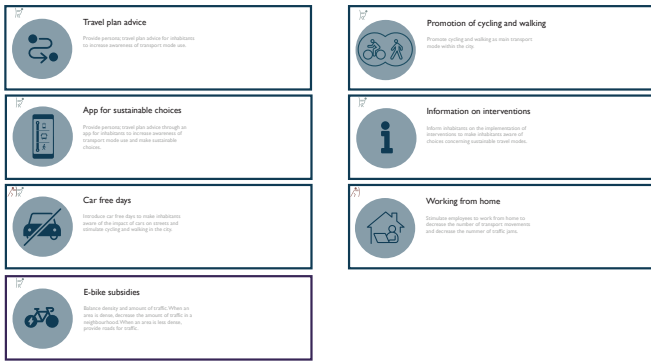 Travel plan advice
Provide personal travel plan advice for inhabitants
to increase awareness of transport mode use.
App for sustainable choices
Provide personal travel plan advice through an
app for inhabitants to increase awareness of
transport mode use and make sustainable
choices.
Car free days
Introduce car free days to make inhabitants
aware of the impact of cars on streets and
stimulate cycling and walking in the city.
E-bike subsidies
Balance density and amount of traffic. When an
area is dense, decrease the amount of traffic in a
neighbourhood. When an area is less dense,
provide roads for traffic.
Promotion of cycling and walking
Promote cycling and walking as main transport
mode within the city.
Information on interventions
Inform inhabitants on the implementation of
interventions to make inhabitants aware of
choices concerning sustainable travel modes.
Working from home
Stimulate employees to work from home to
decrease the number of transport movements
and decrease the number of traffic jams.